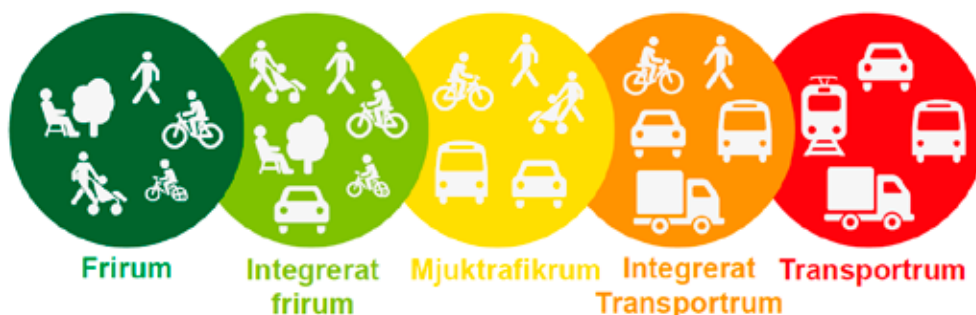 Frirum
Integrerat
frirum
Mjuktrafikrum
Integrerat
Transportrum
Transportrum